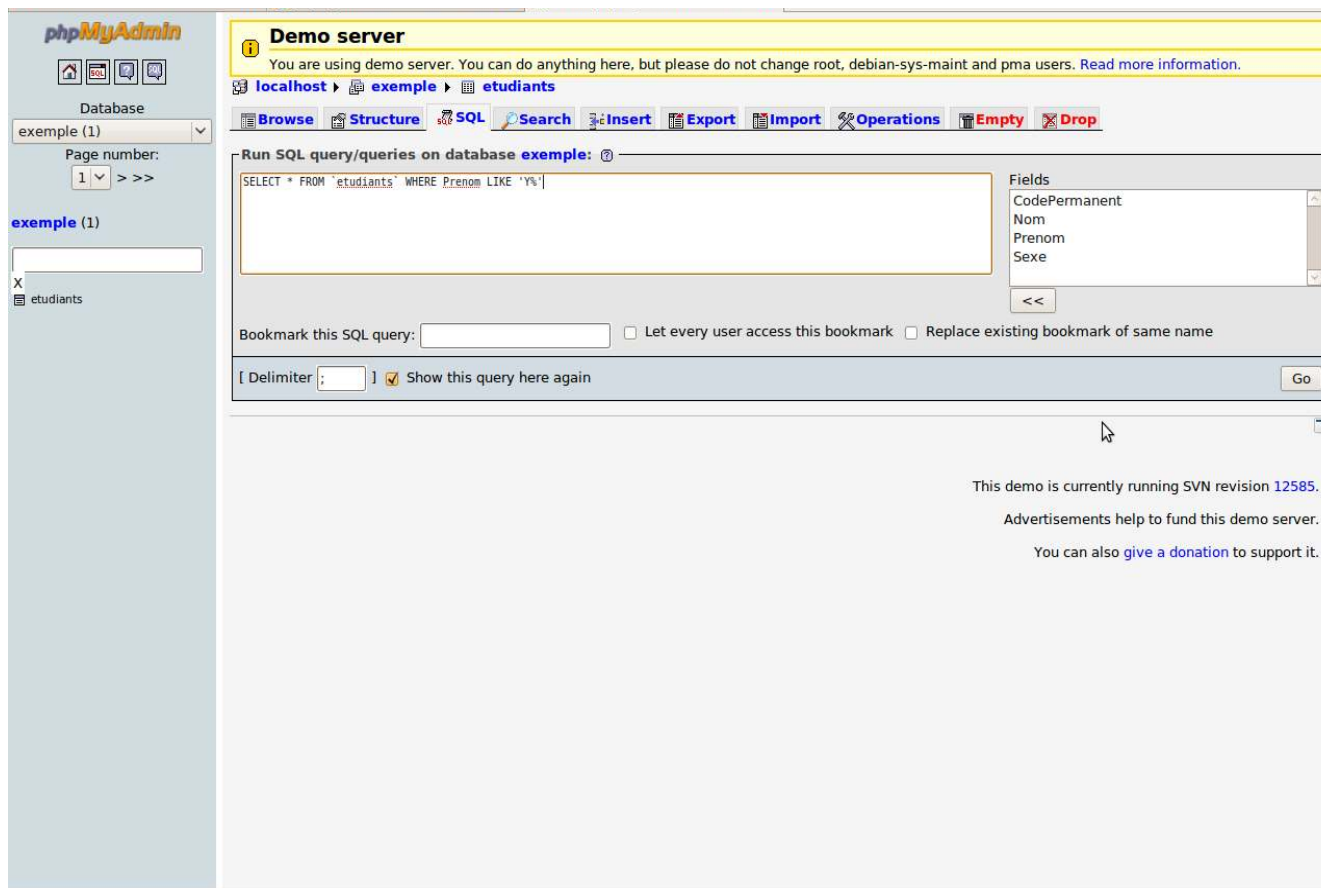 phpMyAdmin
SQL
Database
exemple (1)
Page number:
1 > >>
exemple (1)
X
etudiants
Demo server
You are using demo server. You can do anything here, but please do not change root, debian-sys-maint and pma users. Read more information.
localhost exemple etudiants
Browse Structure SQL Search Insert Export Import Operations Empty Drop
Run SQL query/queries on database exemple:
SELECT * FROM `etudiants` WHERE Prenom LIKE 'Y%'
Fields
CodePermanent
Nom
Prenom
Sexe
<<
Bookmark this SQL query: Let every user access this bookmark Replace existing bookmark of same name
[ Delimiter ; ] Show this query here again
Go
This demo is currently running SVN revision 12585.
Advertisements help to fund this demo server.
You can also give a donation to support it.